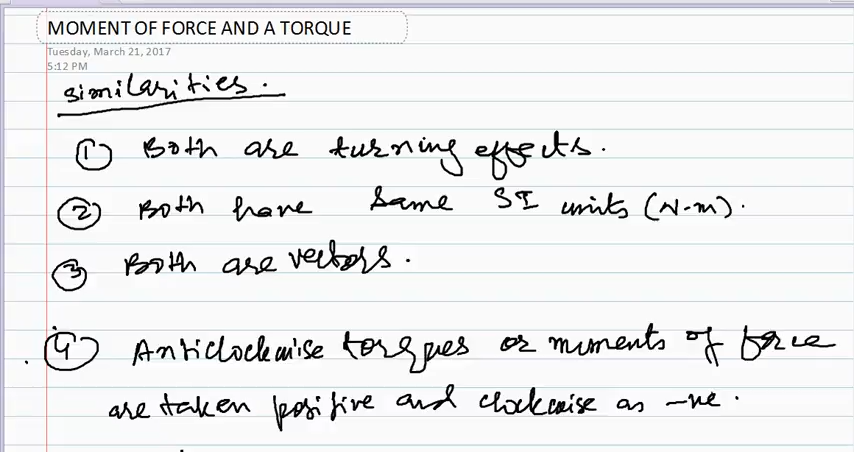 MOMENT OF FORCE AND A TORQUE
Tuesday, March 21, 2017
5:12 PM
similarities.
① Both are turning effects.
② Both have same SI units (N-m).
③ Both are vectors.
④ Anticlockwise torques or moments of force
are taken positive and clockwise as -ve.